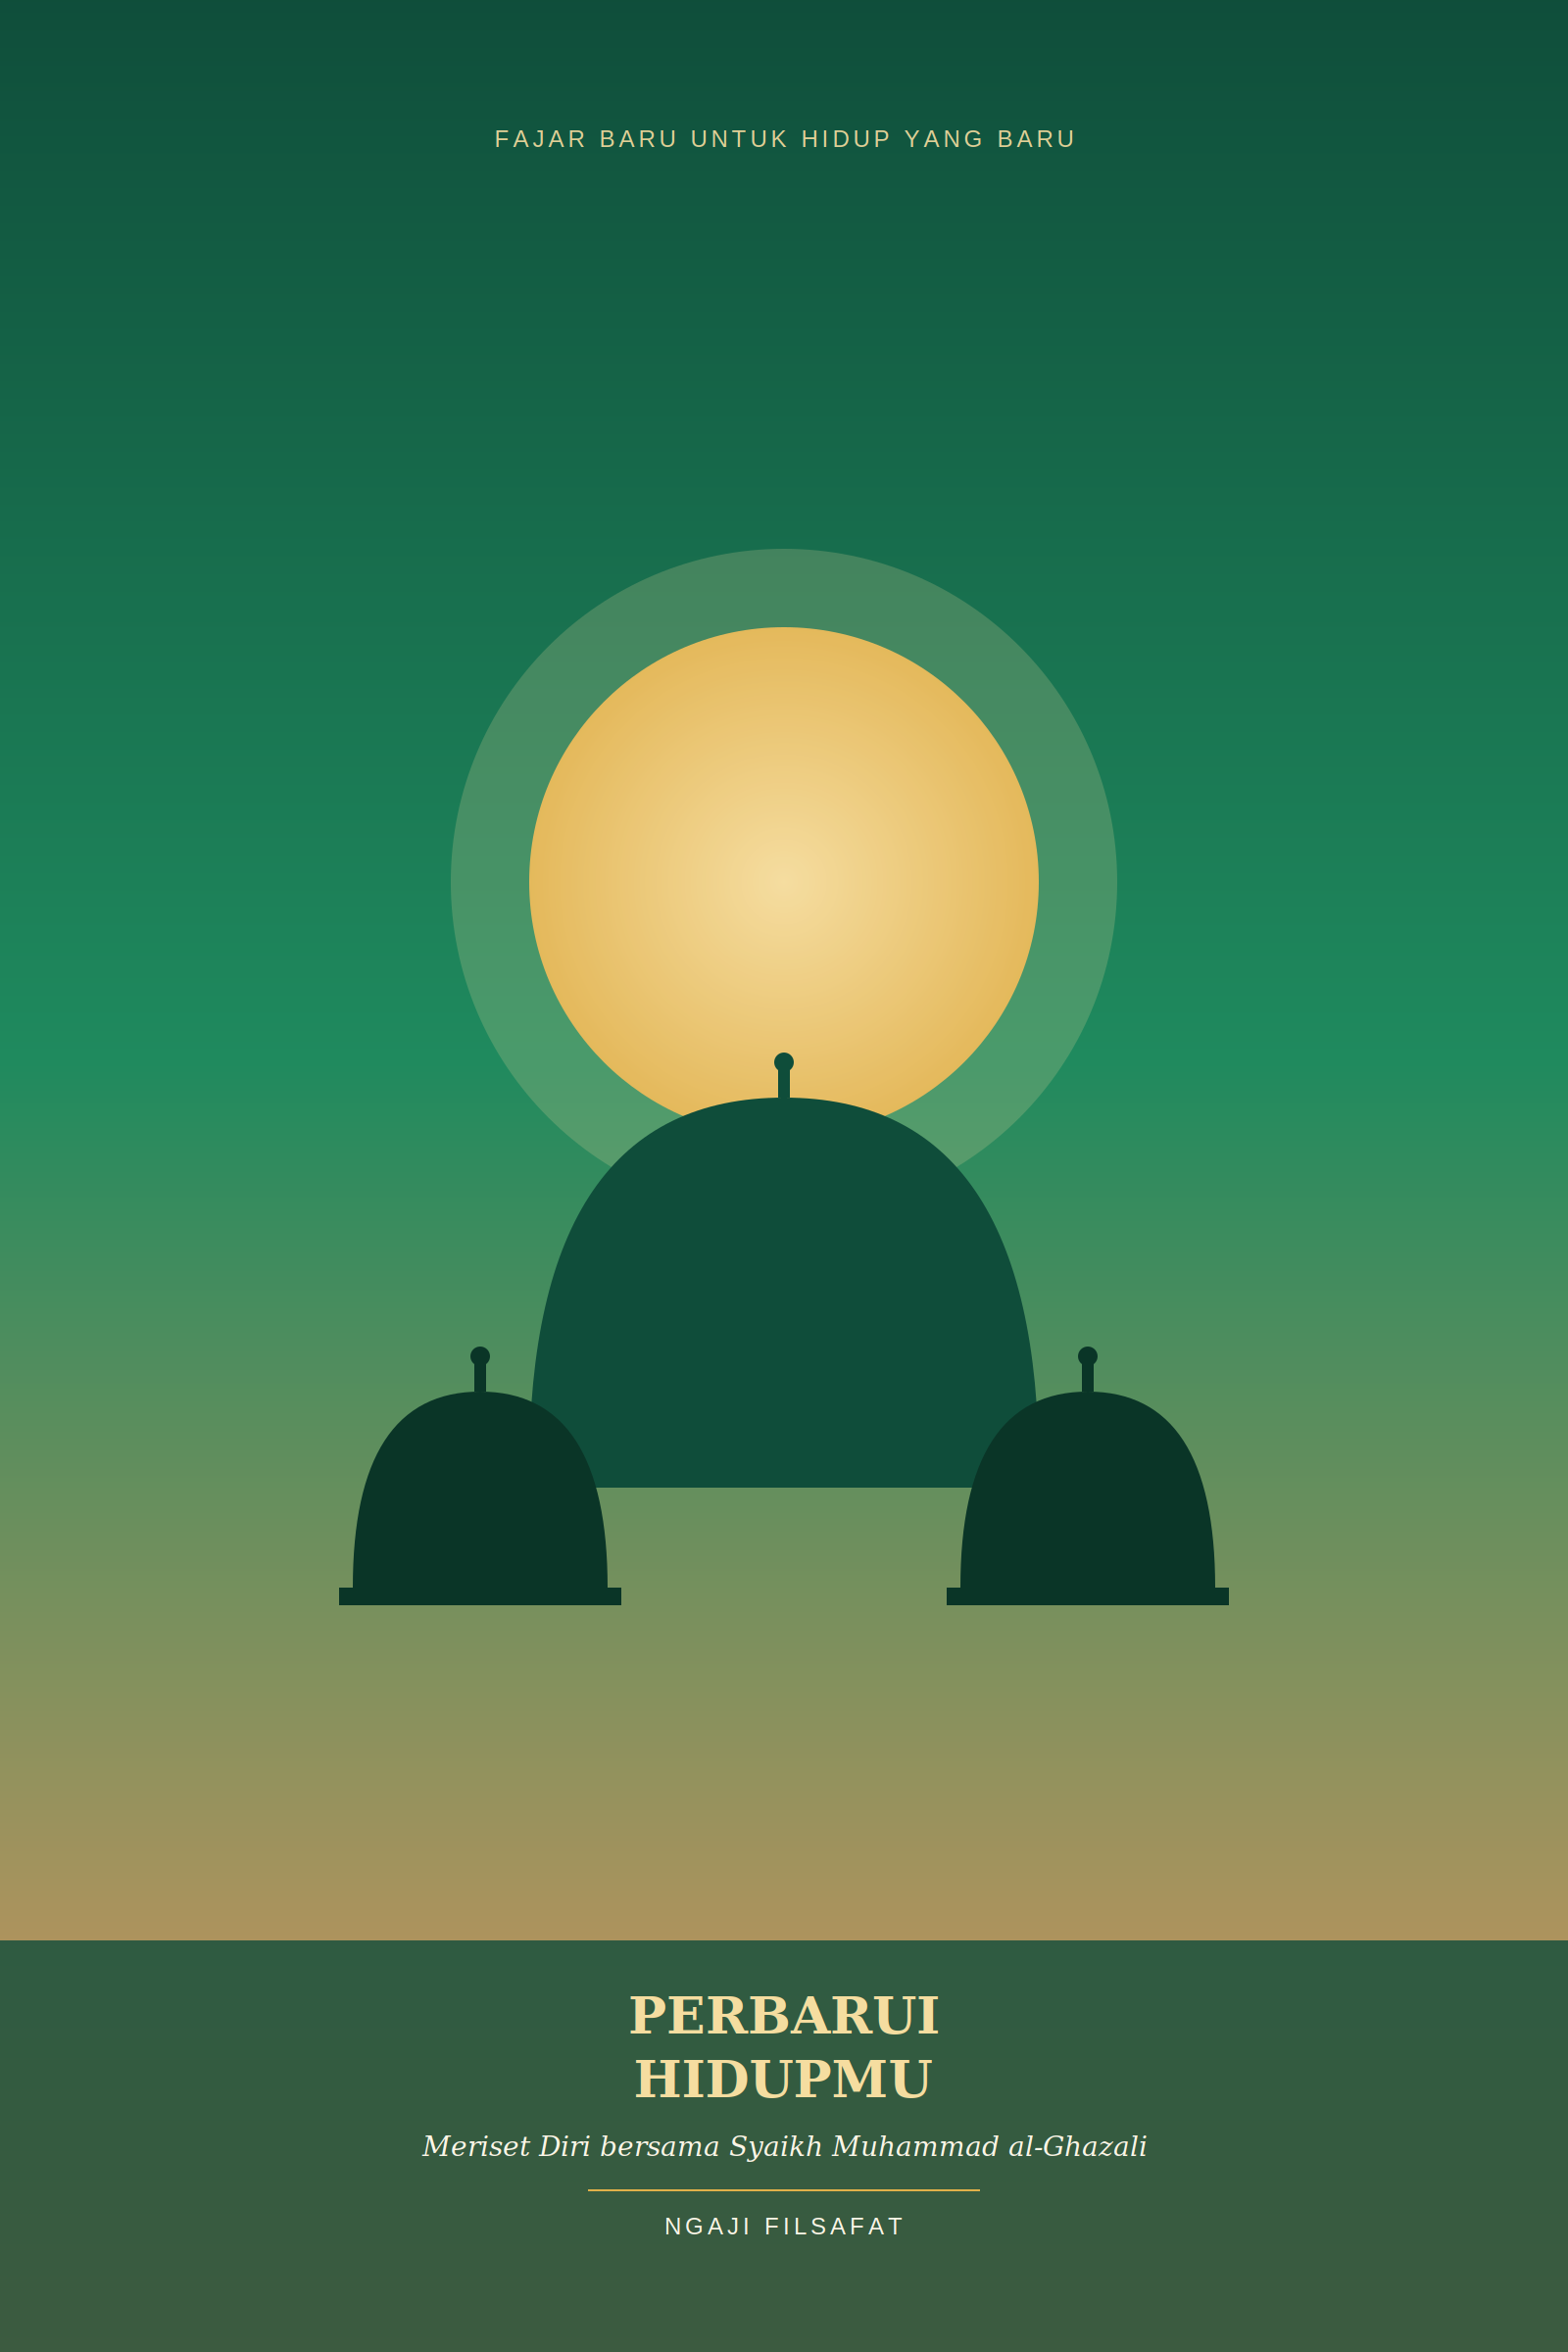 FAJAR BARU UNTUK HIDUP YANG BARU
PERBARUI
HIDUPMU
Meriset Diri bersama Syaikh Muhammad al-Ghazali
NGAJI FILSAFAT